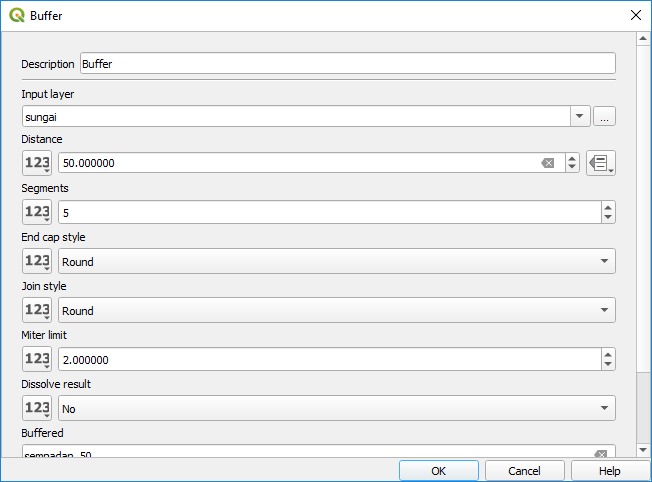 Buffer
Description Buffer
Input layer
sungai
...
Distance
123 50.000000
Segments
123 5
End cap style
123 Round
Join style
123 Round
Miter limit
123 2.000000
Dissolve result
123 No
Buffered
sempadan_50
OK Cancel Help